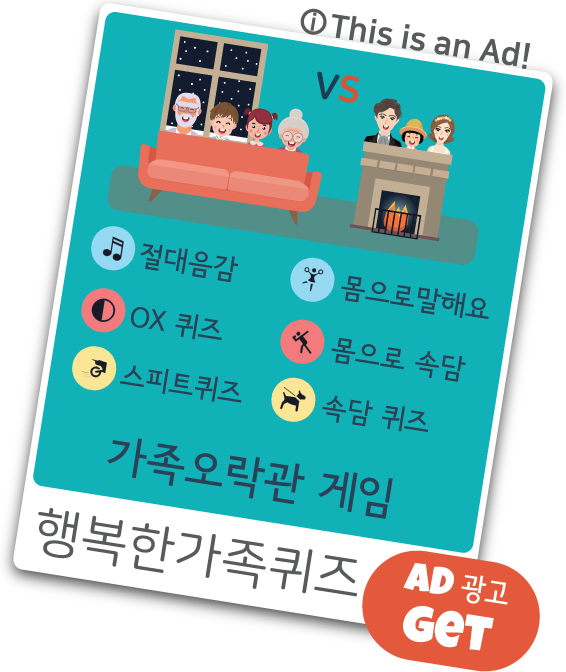 This is an Ad!
VS
절대음감
몸으로말해요
OX 퀴즈
몸으로 속담
스피트퀴즈
속담 퀴즈
가족오락관 게임
행복한가족퀴즈
AD 광고
GET